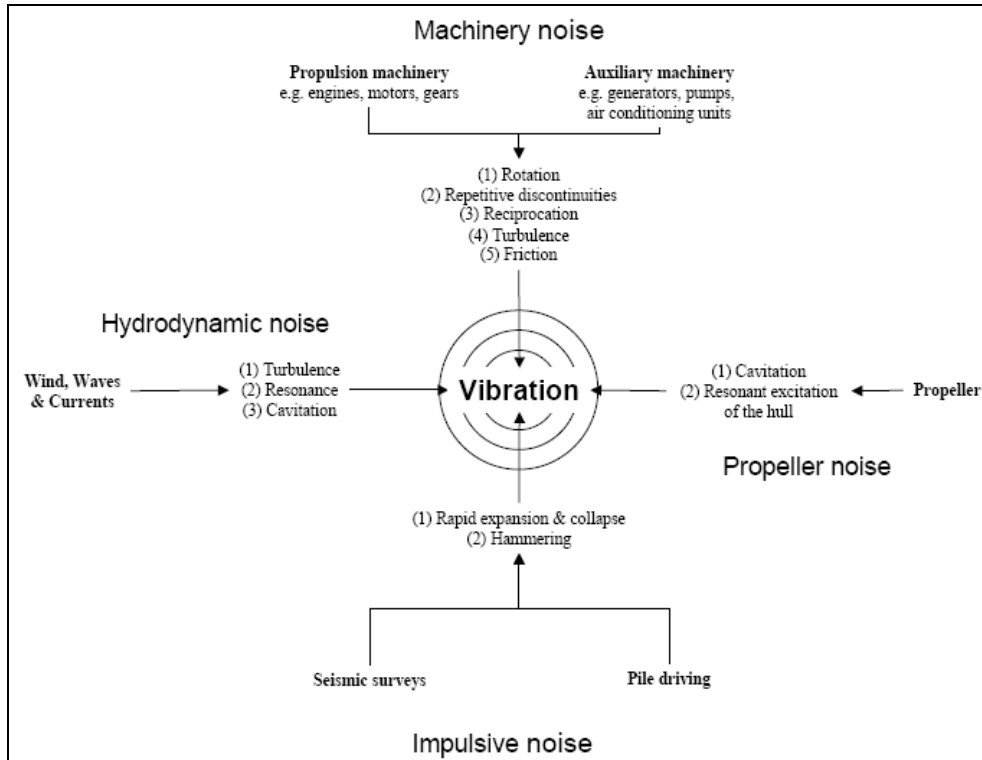 Machinery noise
Propulsion machinery
e.g. engines, motors, gears
Auxiliary machinery
e.g. generators, pumps,
air conditioning units
(1) Rotation
(2) Repetitive discontinuities
(3) Reciprocation
(4) Turbulence
(5) Friction
Hydrodynamic noise
Wind, Waves
& Currents
(1) Turbulence
(2) Resonance
(3) Cavitation
Vibration
(1) Cavitation
(2) Resonant excitation
of the hull
Propeller
Propeller noise
(1) Rapid expansion & collapse
(2) Hammering
Seismic surveys
Pile driving
Impulsive noise